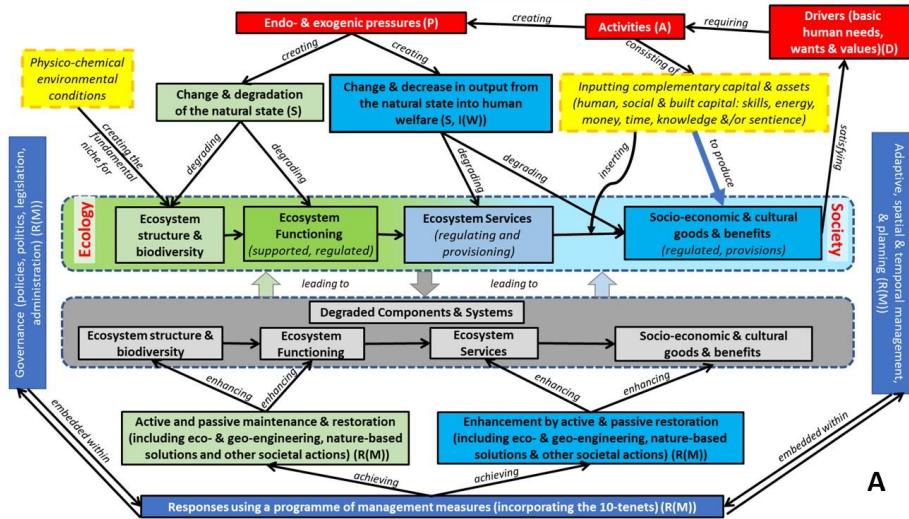 Endo- & exogenic pressures (P)
creating
Activities (A)
requiring
Drivers (basic
human needs,
wants & values)(D)
Physico-chemical
environmental
conditions
creating
creating
consisting of
Change & degradation
of the natural state (S)
Change & decrease in output from
the natural state into human
welfare (S, I(W))
Inputting complementary capital & assets
(human, social & built capital: skills, energy,
money, time, knowledge &/or sentience)
creating the
fundamental
niche for
degrading
degrading
degrading
degrading
inserting
to produce
satisfying
Governance (policies, politics, legislation,
administration) (R(M))
Adaptive, spatial & temporal management,
& planning (R(M))
Ecology
Ecosystem
structure &
biodiversity
Ecosystem
Functioning
(supported, regulated)
Ecosystem Services
(regulating and
provisioning)
Socio-economic & cultural
goods & benefits
(regulated, provisions)
Society
leading to
leading to
Degraded Components & Systems
Ecosystem structure &
biodiversity
Ecosystem
Functioning
Ecosystem
Services
Socio-economic & cultural
goods & benefits
enhancing
enhancing
enhancing
enhancing
Active and passive maintenance & restoration
(including eco- & geo-engineering, nature-based
solutions and other societal actions) (R(M))
Enhancement by active & passive restoration
(including eco- & geo-engineering, nature-based
solutions & other societal actions) (R(M))
embedded within
embedded within
achieving
achieving
A
Responses using a programme of management measures (incorporating the 10-tenets) (R(M))